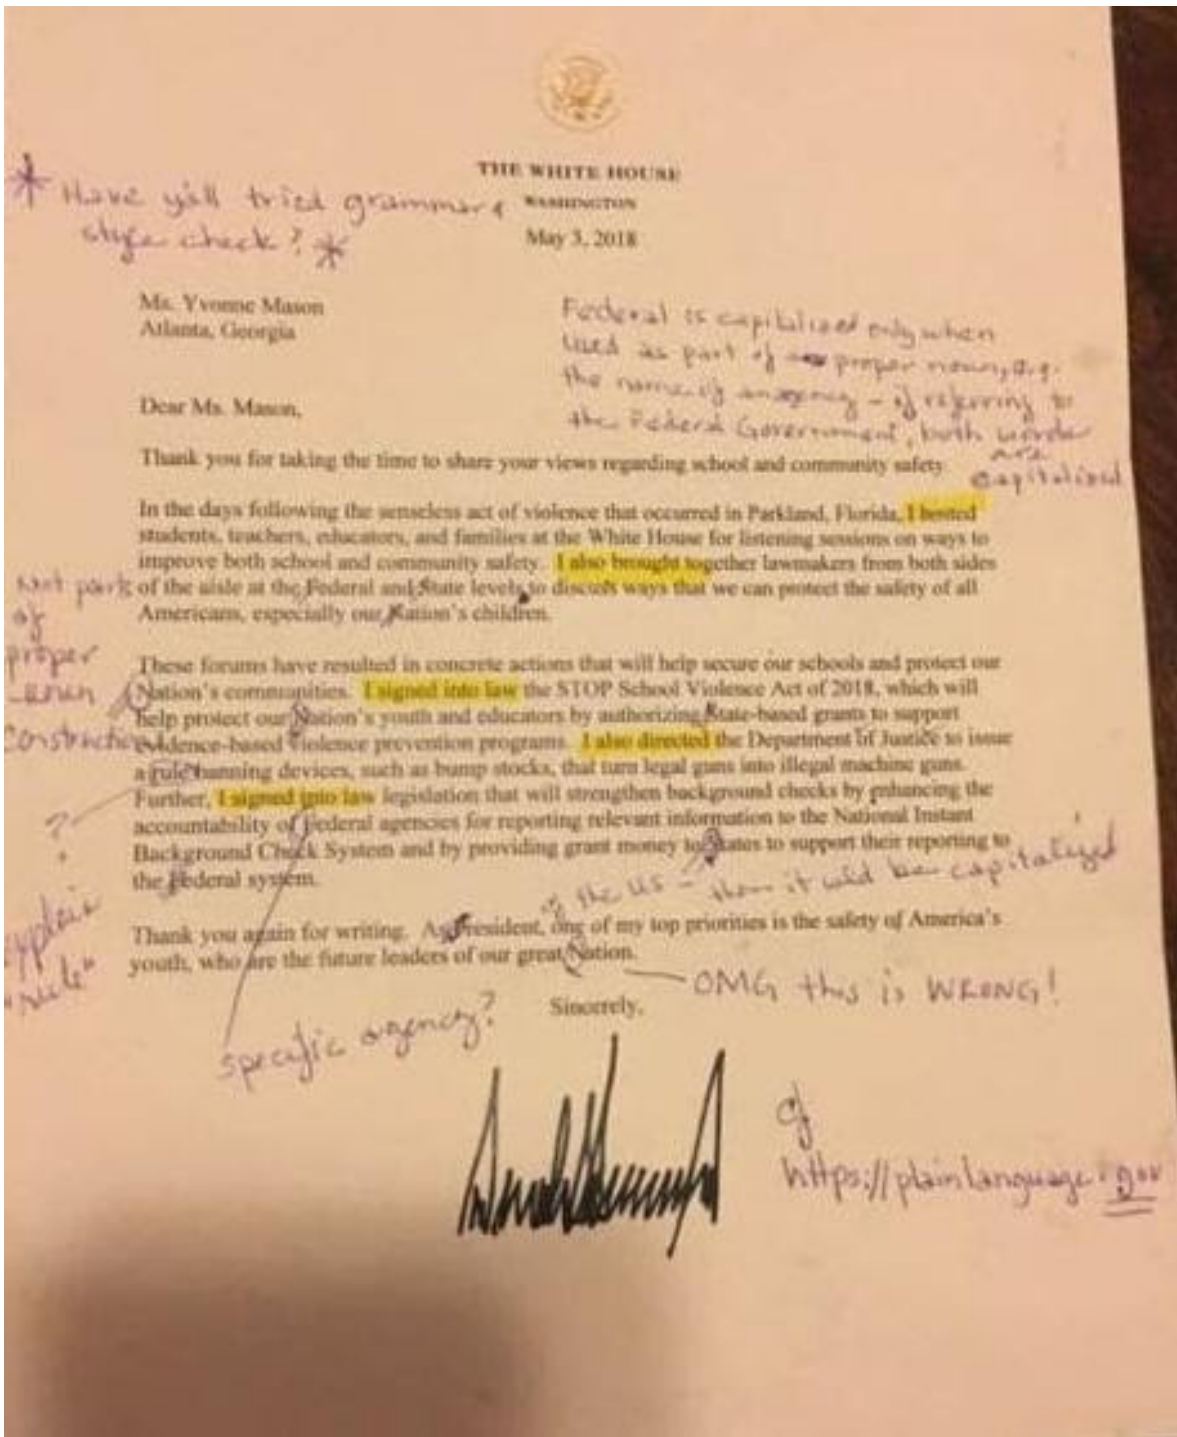 THE WHITE HOUSE
WASHINGTON
May 3, 2018
* Have y'all tried grammar &
style check? *
Ms. Yvonne Mason
Atlanta, Georgia
Federal is capitalized only when
used as part of proper noun, e.g.
the name of an agency - if referring to
the Federal Government, both words
are
capitalized
Dear Ms. Mason,
Thank you for taking the time to share your views regarding school and community safety.
In the days following the senseless act of violence that occurred in Parkland, Florida, I hosted
students, teachers, educators, and families at the White House for listening sessions on ways to
improve both school and community safety. I also brought together lawmakers from both sides
of the aisle at the Federal and State levels to discuss ways that we can protect the safety of all
Americans, especially our Nation's children.
not part
of
proper
noun
construction
These forums have resulted in concrete actions that will help secure our schools and protect our
Nation's communities. I signed into law the STOP School Violence Act of 2018, which will
help protect our Nation's youth and educators by authorizing State-based grants to support
evidence-based violence prevention programs. I also directed the Department of Justice to issue
a rule banning devices, such as bump stocks, that turn legal guns into illegal machine guns.
Further, I signed into law legislation that will strengthen background checks by enhancing the
accountability of Federal agencies for reporting relevant information to the National Instant
Background Check System and by providing grant money to States to support their reporting to
the Federal system.
?
explain
"rule"
of the US - then it wld be capitalized
Thank you again for writing. As President, one of my top priorities is the safety of America's
youth, who are the future leaders of our great Nation.
OMG this is WRONG!
Sincerely,
specific agency?
cf
https://plainlanguage.gov